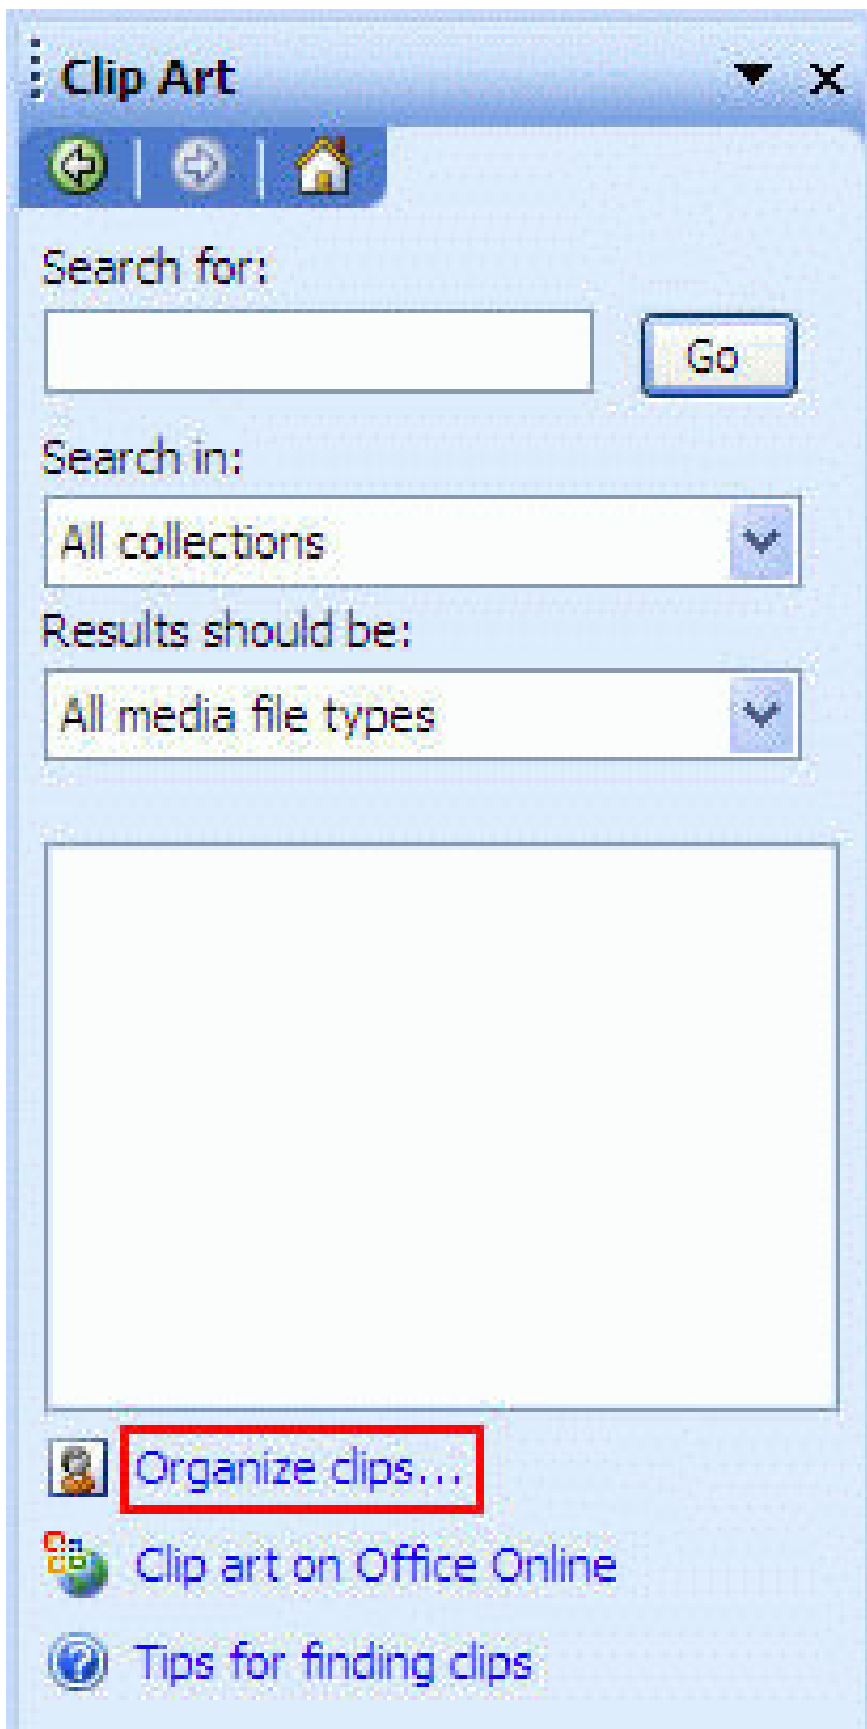 Clip Art
Search for:
Go
Search in:
All collections
Results should be:
All media file types
Organize clips...
Clip art on Office Online
Tips for finding clips